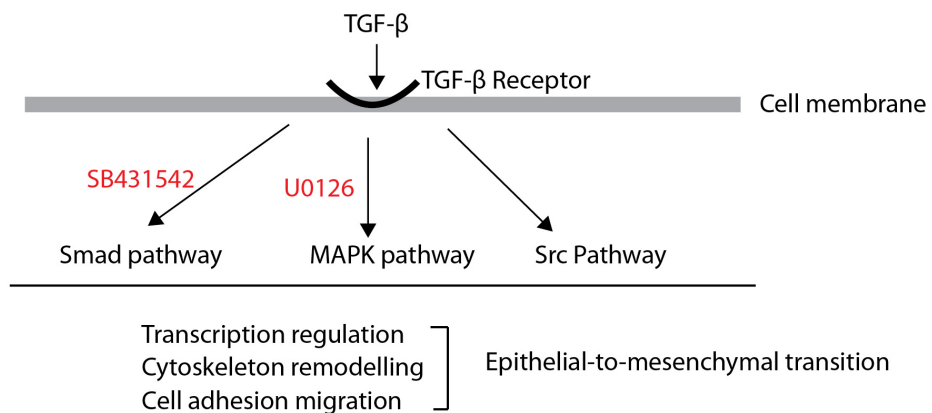 TGF-β
TGF-β Receptor
Cell membrane
SB431542
U0126
Smad pathway
MAPK pathway
Src Pathway
Transcription regulation
Cytoskeleton remodelling
Cell adhesion migration
Epithelial-to-mesenchymal transition